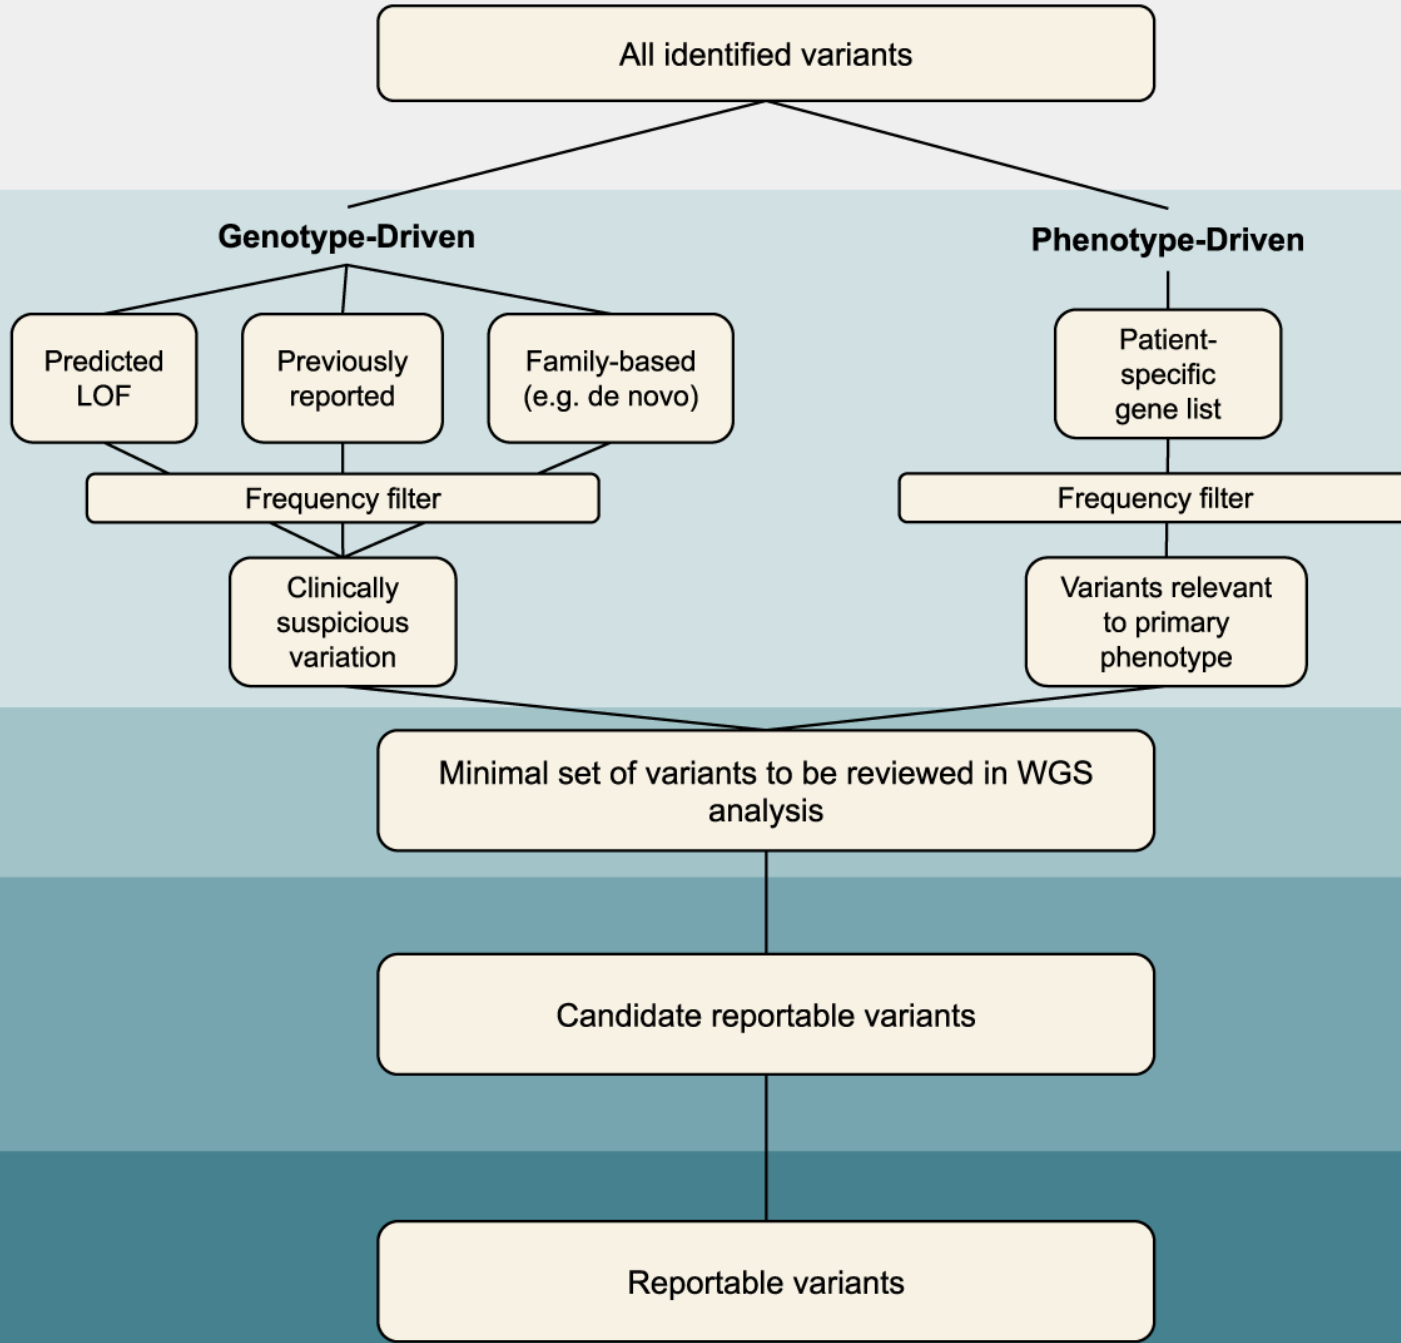 All identified variants
Genotype-Driven
Phenotype-Driven
Predicted
LOF
Previously
reported
Family-based
(e.g. de novo)
Patient-
specific
gene list
Frequency filter
Frequency filter
Clinically
suspicious
variation
Variants relevant
to primary
phenotype
Minimal set of variants to be reviewed in WGS
analysis
Candidate reportable variants
Reportable variants